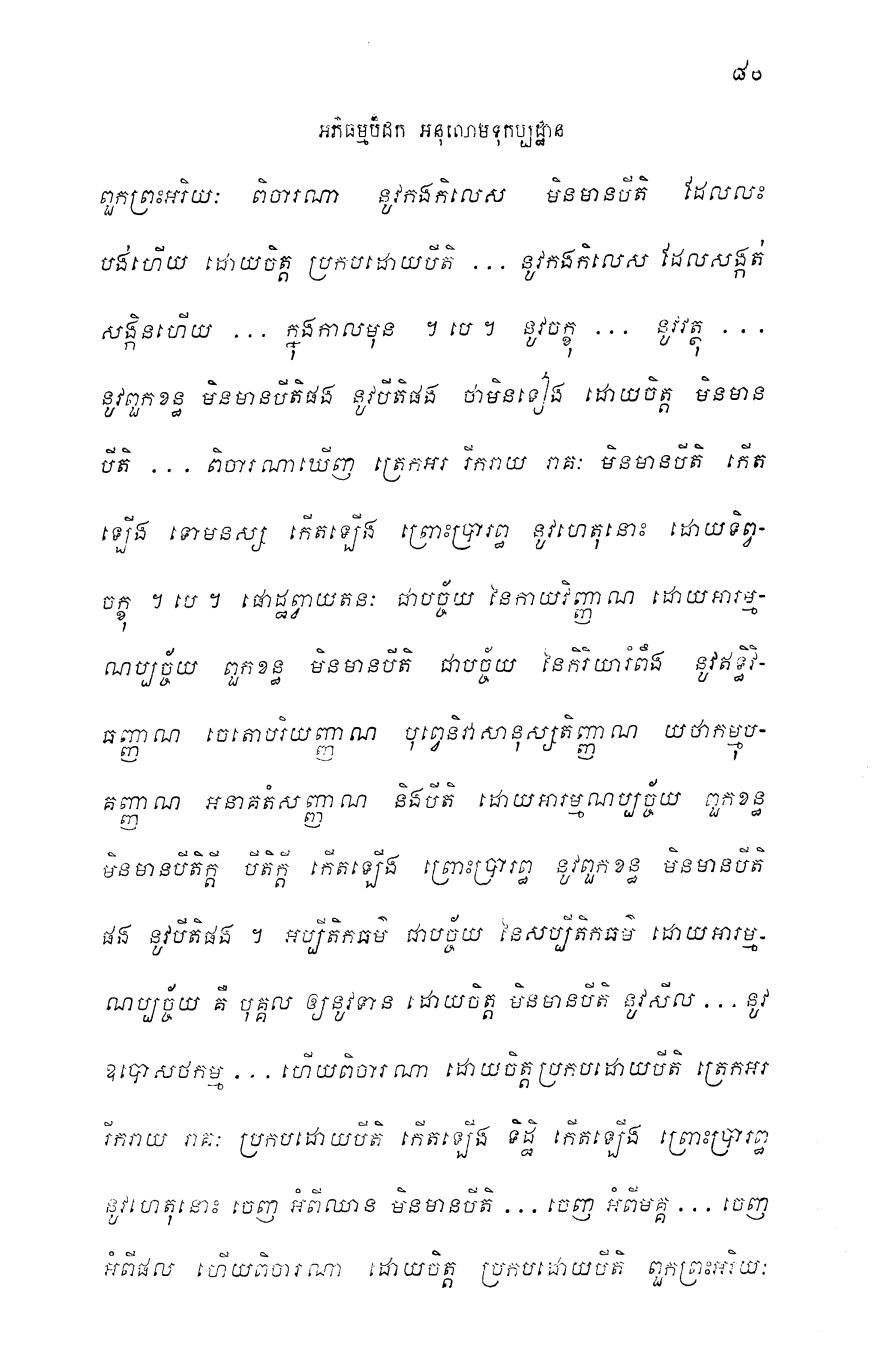 ៨០
អភិធម្មបិដក អនុលោមទុកប្បដ្ឋាន
ពួកព្រះអរិយៈ ពិចារណា នូវកងកិលេស មិនមានបីតិ ដែលលះ
បង់ហើយ ដោយចិត្ត ប្រកបដោយបីតិ ... នូវកងកិលេស ដែលសង្កត់
សង្កិនហើយ ... ក្នុងកាលមុន ។ បេ ។ នូវចក្ខុ ... នូវវត្ថុ ...
នូវពួកខន្ធ មិនមានបីតិផង នូវបីតិផង ថាមិនទៀង ដោយចិត្ត មិនមាន
បីតិ ... ពិចារណាឃើញ ត្រេកអរ រីករាយ រាគៈ មិនមានបីតិ កើត
ឡើង ទោមនស្ស កើតឡើង ព្រោះប្រារព្ធ នូវហេតុនោះ ដោយទិព្វ-
ចក្ខុ ។ បេ ។ ផោដ្ឋព្វាយតនៈ ជាបច្ច័យ នៃកាយវិញ្ញាណ ដោយអារម្ម-
ណប្បច្ច័យ ពួកខន្ធ មិនមានបីតិ ជាបច្ច័យ នៃកិរិយារំពឹង នូវឥទ្ធិវិ-
ធញ្ញាណ ចេតោបរិយញ្ញាណ បុព្វេនិវាសានុស្សតិញ្ញាណ យថាកម្មុប-
គញ្ញាណ អនាគតំសញ្ញាណ និងបីតិ ដោយអារម្មណប្បច្ច័យ ពួកខន្ធ
មិនមានបីតិក្តី បីតិក្តី កើតឡើង ព្រោះប្រារព្ធ នូវពួកខន្ធ មិនមានបីតិ
ផង នូវបីតិផង ។ អប្បីតិកធម៌ ជាបច្ច័យ នៃសប្បីតិកធម៌ ដោយអារម្ម-
ណប្បច្ច័យ គឺ បុគ្គល ឲ្យនូវទាន ដោយចិត្ត មិនមានបីតិ នូវសីល ... នូវ
ឧបោសថកម្ម ... ហើយពិចារណា ដោយចិត្តប្រកបដោយបីតិ ត្រេកអរ
រីករាយ រាគៈ ប្រកបដោយបីតិ កើតឡើង ទិដ្ឋិ កើតឡើង ព្រោះប្រារព្ធ
នូវហេតុនោះ ចេញ អំពីឈាន មិនមានបីតិ ... ចេញ អំពីមគ្គ ... ចេញ
អំពីផល ហើយពិចារណា ដោយចិត្ត ប្រកបដោយបីតិ ពួកព្រះអរិយៈ